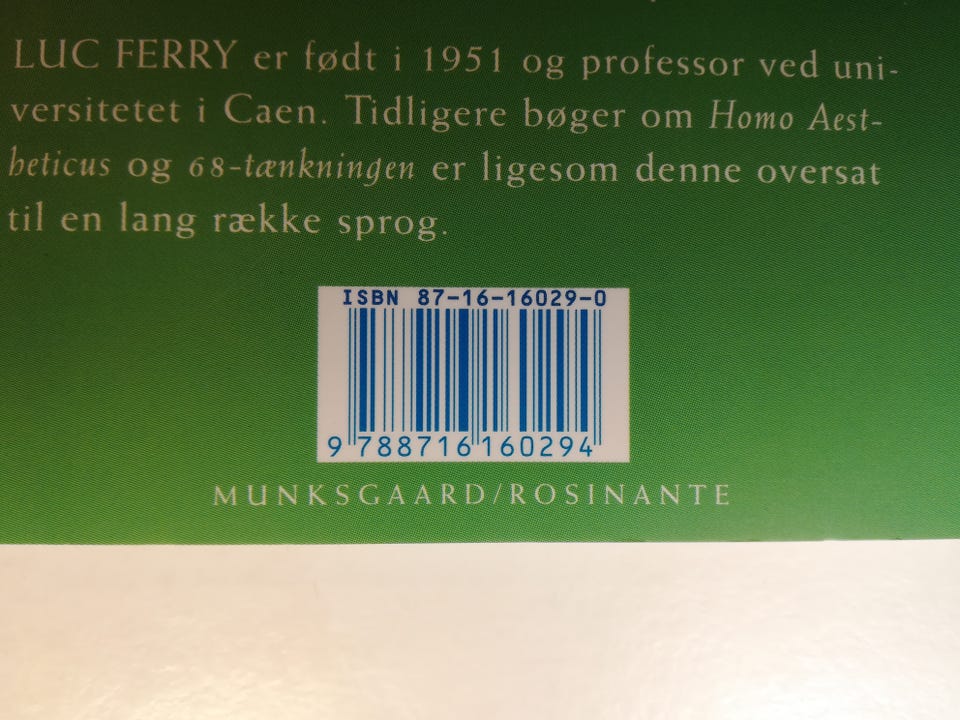 LUC FERRY er født i 1951 og professor ved uni-
versitetet i Caen. Tidligere bøger om Homo Aest-
heticus og 68-tænkningen er ligesom denne oversat
til en lang række sprog.
ISBN 87-16-16029-0
9 788716 160294
MUNKSGAARD/ROSINANTE